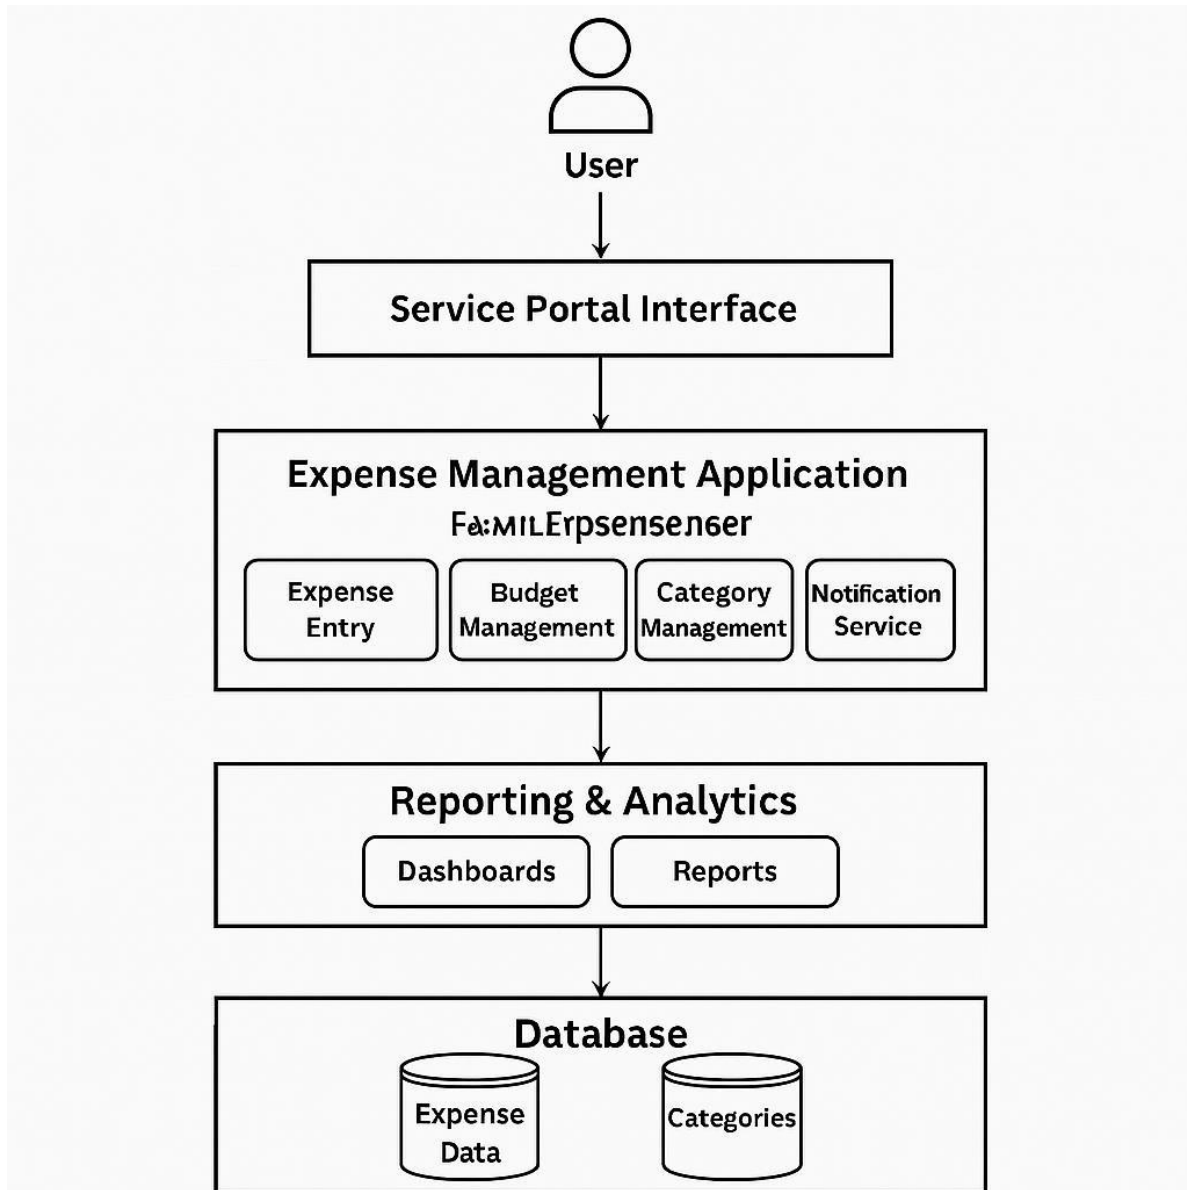 User
Service Portal Interface
Expense Management Application
Expense
Entry
Budget
Management
Category
Management
Notification
Service
Reporting & Analytics
Dashboards
Reports
Database
Expense
Data
Categories